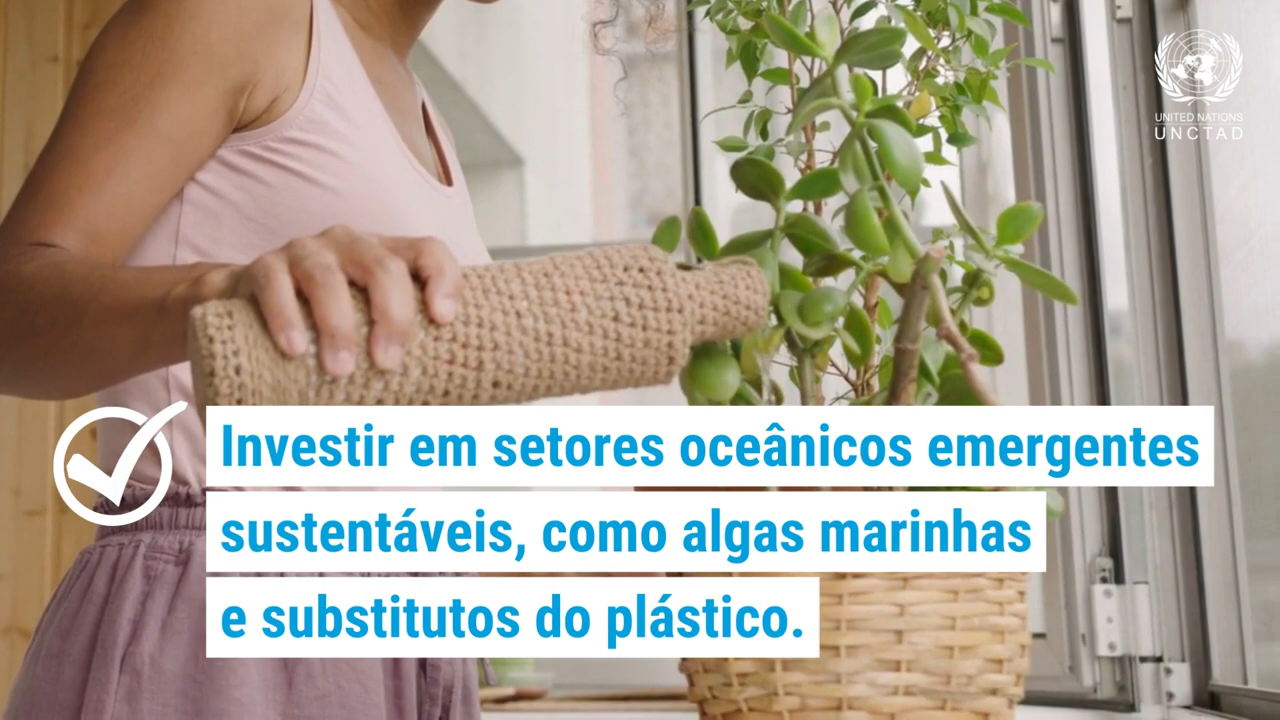 UNITED NATIONS
UNCTAD
Investir em setores oceânicos emergentes
sustentáveis, como algas marinhas
e substitutos do plástico.